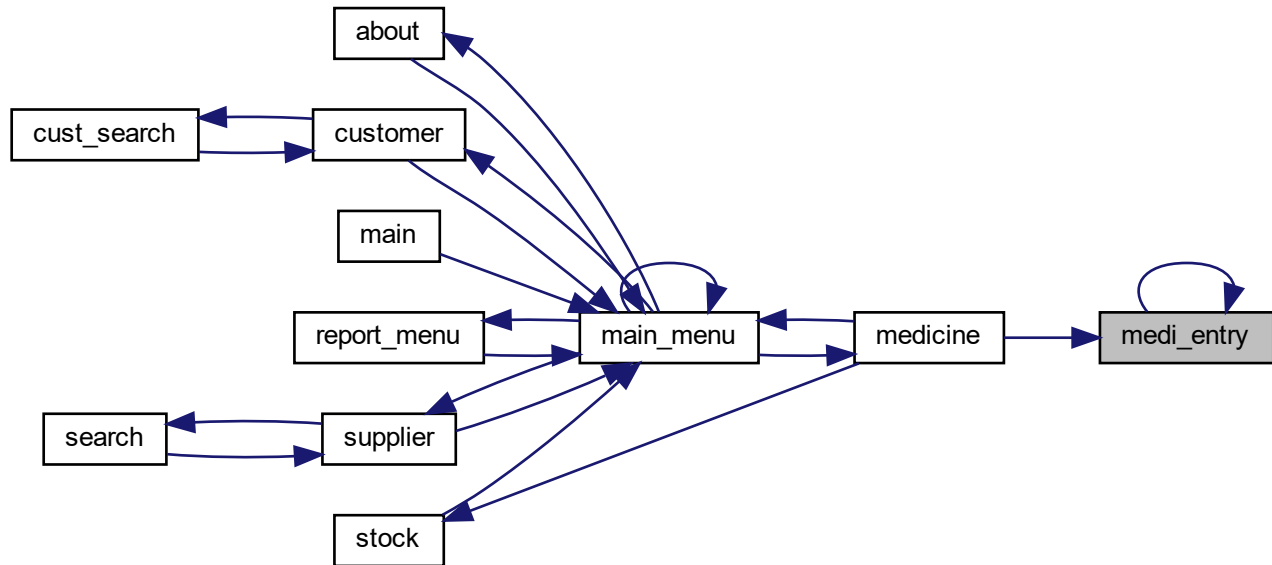 about
cust_search
customer
main
report_menu
main_menu
medicine
medi_entry
search
supplier
stock